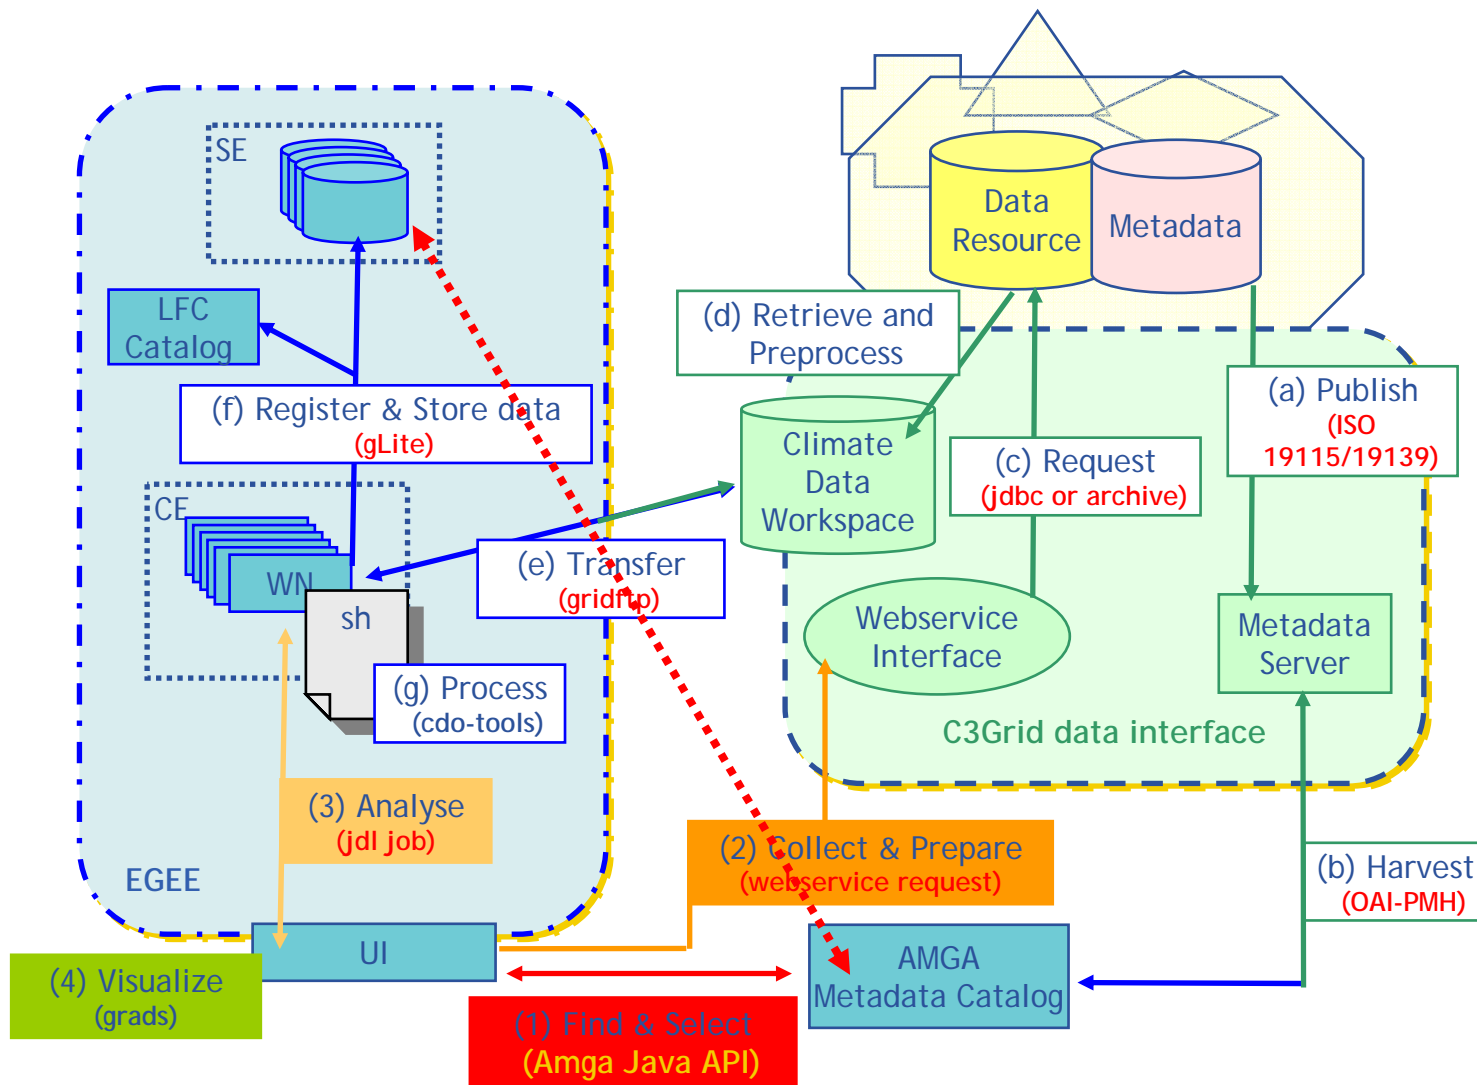 SE
Data
Resource
Metadata
LFC
Catalog
(d) Retrieve and
Preprocess
(f) Register & Store data
(gLite)
(a) Publish
(ISO
19115/19139)
Climate
Data
Workspace
(c) Request
(jdbc or archive)
CE
WN
sh
(e) Transfer
(gridftp)
Webservice
Interface
Metadata
Server
(g) Process
(cdo-tools)
C3Grid data interface
(3) Analyse
(jdl job)
(2) Collect & Prepare
(webservice request)
(b) Harvest
(OAI-PMH)
EGEE
UI
AMGA
Metadata Catalog
(4) Visualize
(grads)
(1) Find & Select
(Amga Java API)